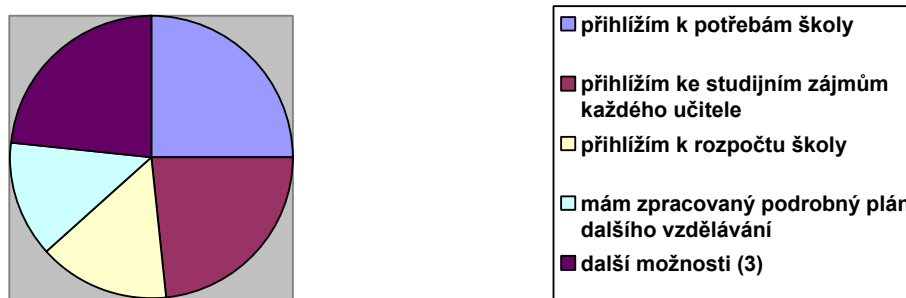 přihlížím k potřebám školy
přihlížím ke studijním zájmům
každého učitele
přihlížím k rozpočtu školy
mám zpracovaný podrobný plán
dalšího vzdělávání
další možnosti (3)